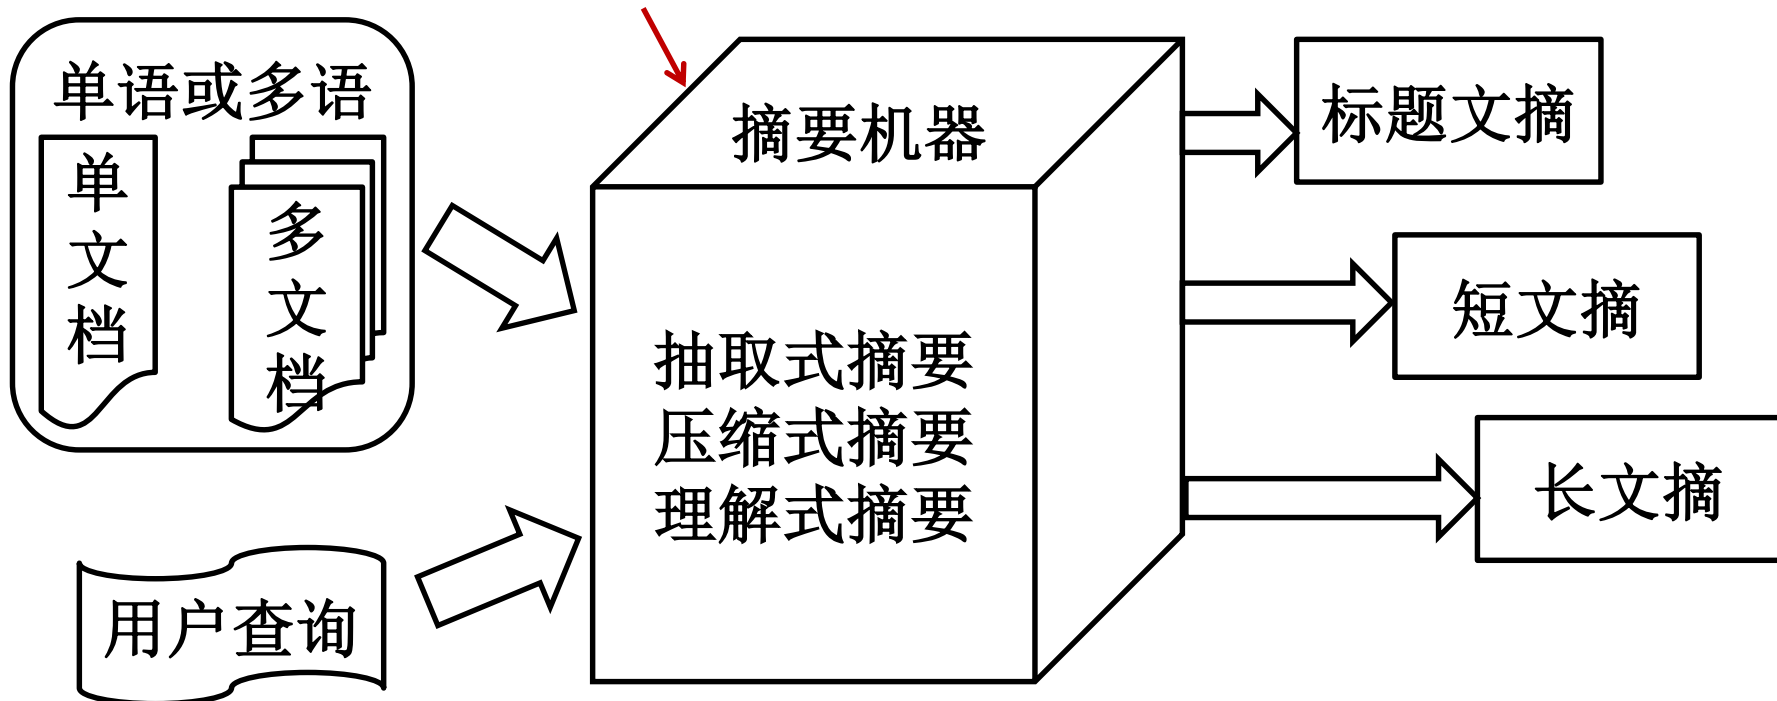 单语或多语
单文档
多文档
用户查询
摘要机器
抽取式摘要
压缩式摘要
理解式摘要
标题文摘
短文摘
长文摘